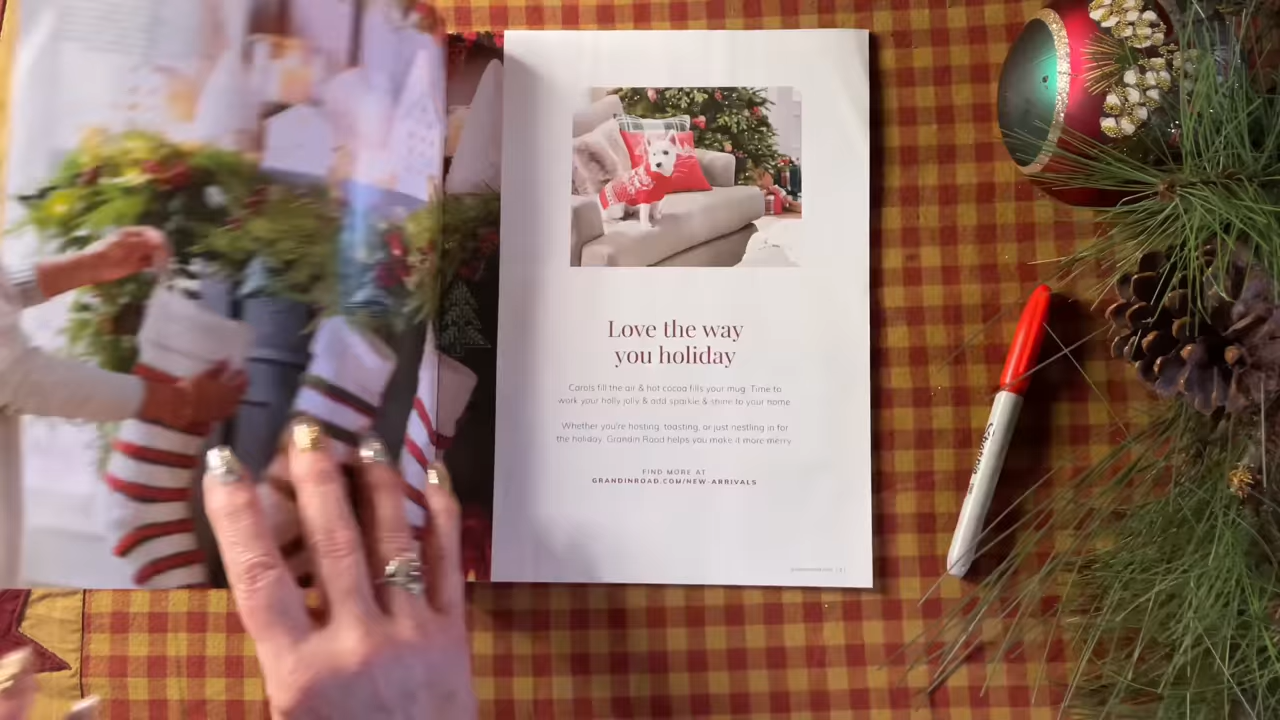 Love the way
you holiday
Carols fill the air & hot cocoa fills your mug. Time to
work your holly jolly & add sparkle & shine to your home.
Whether you're hosting, toasting, or just nestling in for
the holiday, Grandin Road helps you make it more merry.
FIND MORE AT
GRANDINROAD.COM/NEW-ARRIVALS
Sharpie